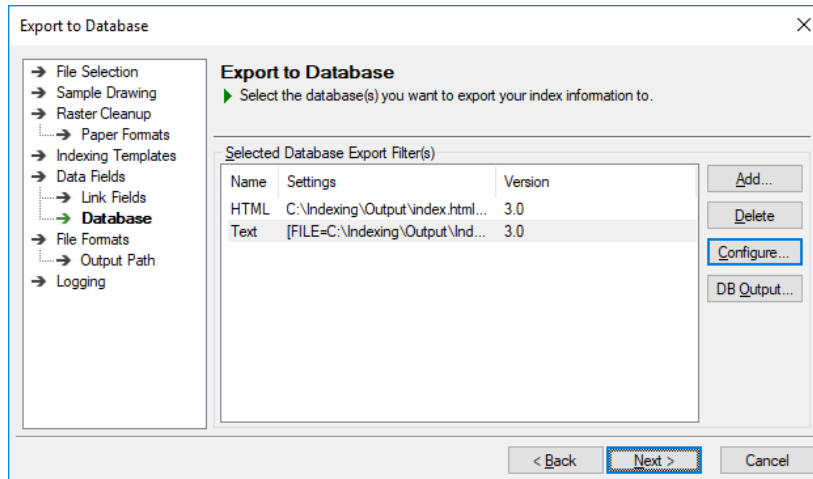 Export to Database
File Selection
Sample Drawing
Raster Cleanup
Paper Formats
Indexing Templates
Data Fields
Link Fields
Database
File Formats
Output Path
Logging
Export to Database
Select the database(s) you want to export your index information to.
Selected Database Export Filter(s)
Name Settings Version
HTML C:\Indexing\Output\index.html... 3.0
Text [FILE=C:\Indexing\Output\Ind... 3.0
Add...
Delete
Configure...
DB Output...
< Back Next > Cancel